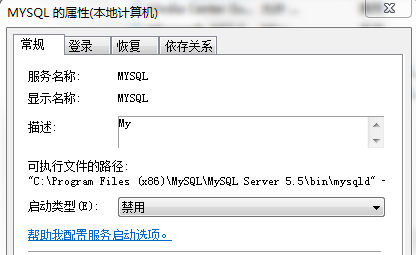 MYSQL 的属性(本地计算机)
常规 登录 恢复 依存关系
服务名称: MYSQL
显示名称: MYSQL
描述: My
可执行文件的路径:
"C:\Program Files (x86)\MySQL\MySQL Server 5.5\bin\mysqld" -
启动类型(E): 禁用
帮助我配置服务启动选项。